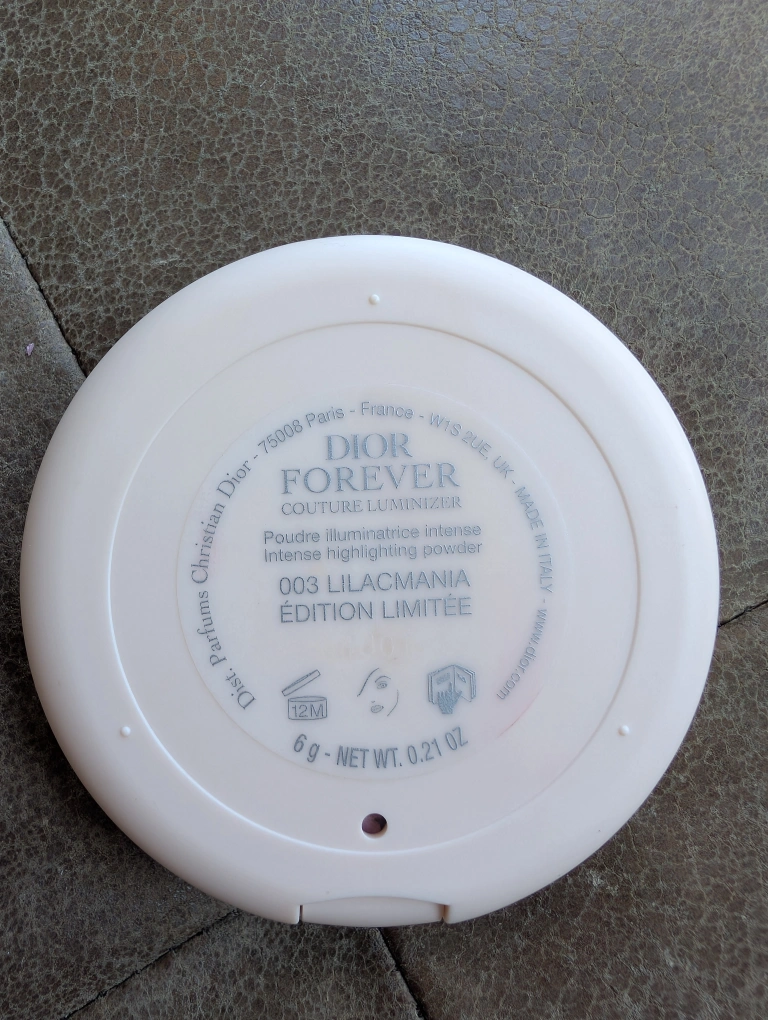 Dist. Parfums Christian Dior - 75008 Paris - France - W1S 2UE, UK - MADE IN ITALY - www.dior.com
DIOR
FOREVER
COUTURE LUMINIZER
Poudre illuminatrice intense
Intense highlighting powder
003 LILACMANIA
ÉDITION LIMITÉE
12M
6 g - NET WT. 0.21 OZ